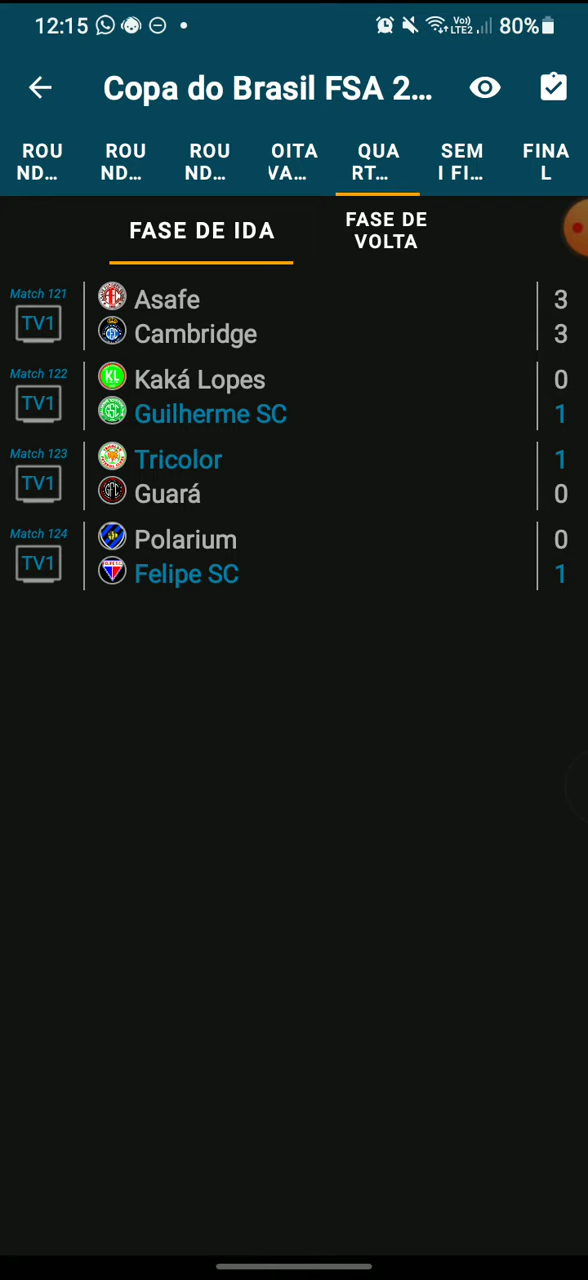 12:15 Vo)) LTE2 80%
Copa do Brasil FSA 2...
ROU
ND...
ROU
ND...
ROU
ND...
OITA
VA...
QUA
RT...
SEM
I FI...
FINA
L
FASE DE IDA
FASE DE
VOLTA
Match 121
TV1
Asafe 3
Cambridge 3
Match 122
TV1
KL
Kaká Lopes 0
Guilherme SC 1
Match 123
TV1
Tricolor 1
Guará 0
Match 124
TV1
Polarium 0
Felipe SC 1